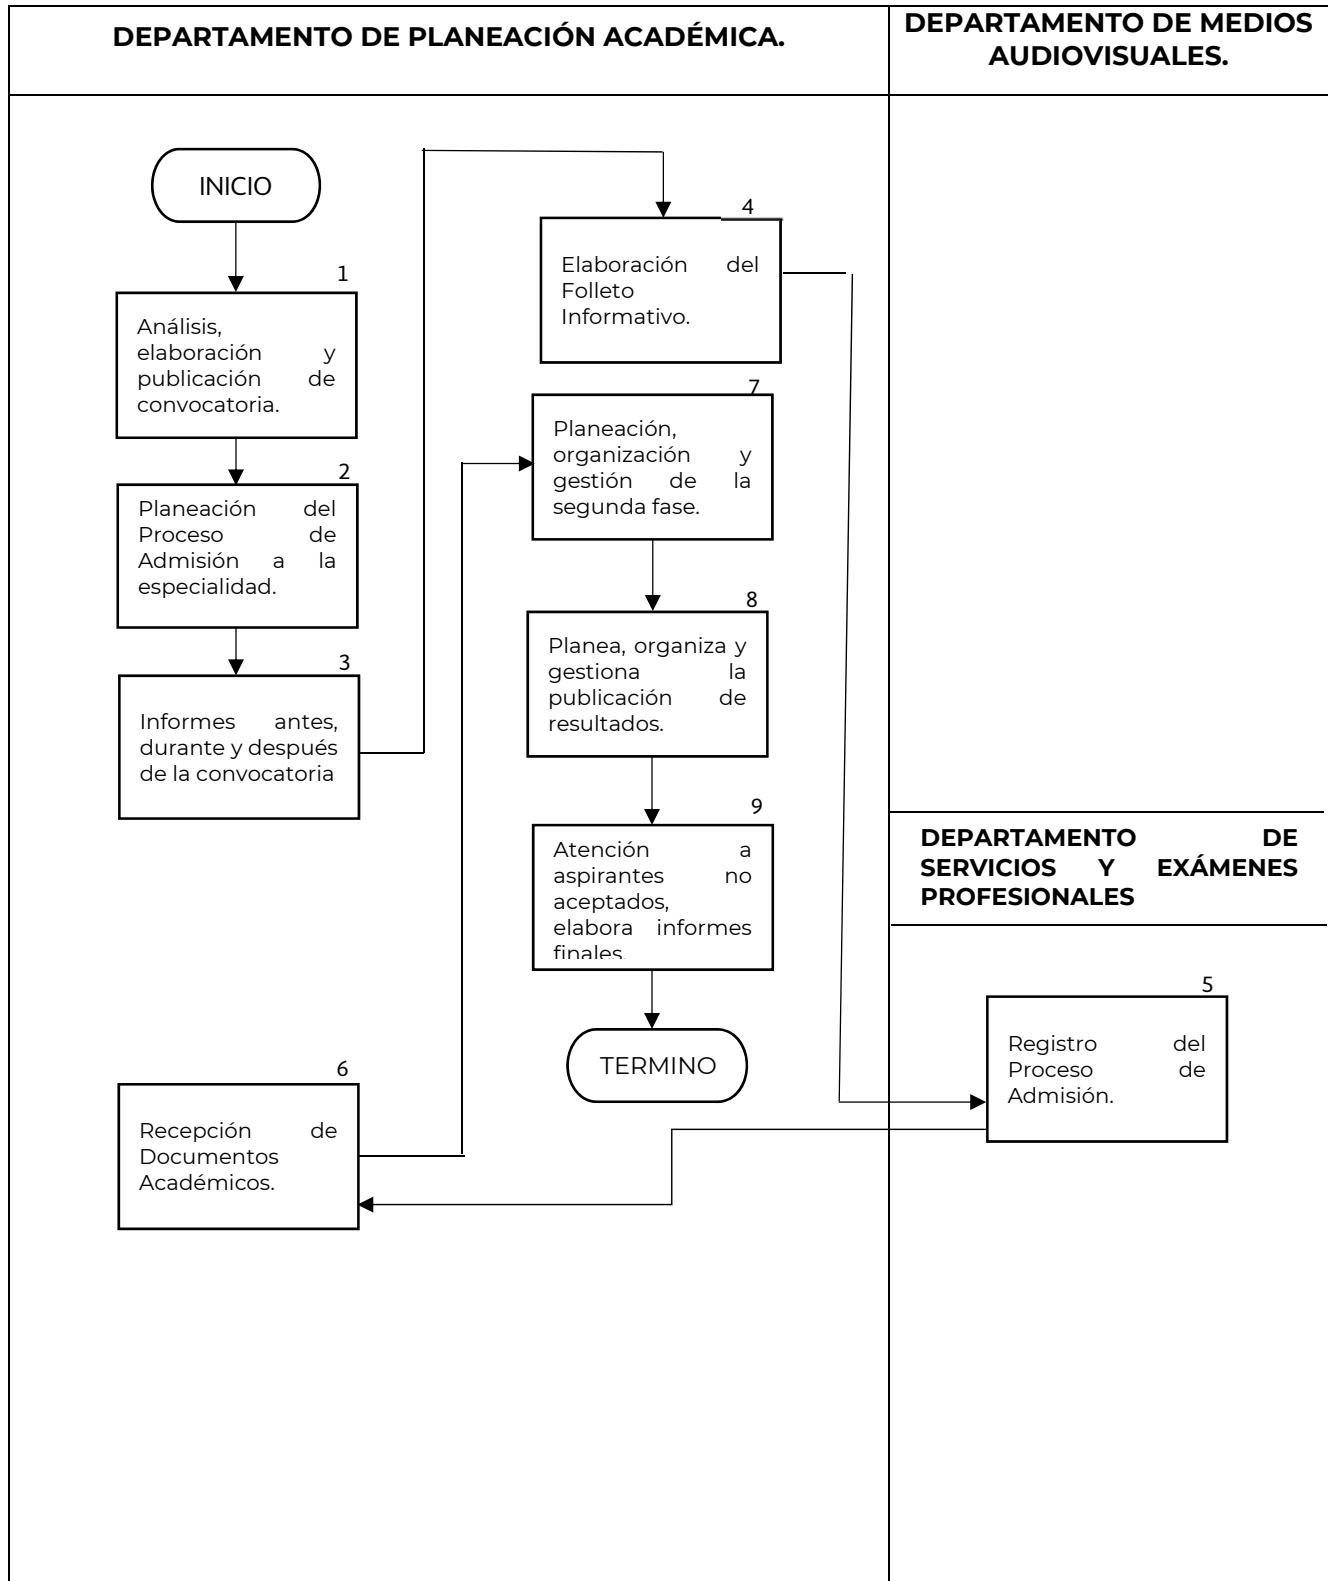 DEPARTAMENTO DE PLANEACIÓN ACADÉMICA.
DEPARTAMENTO DE MEDIOS
AUDIOVISUALES.
INICIO
1
Análisis,
elaboración y
publicación de
convocatoria.
2
Planeación del
Proceso de
Admisión a la
especialidad.
3
Informes antes,
durante y después
de la convocatoria
4
Elaboración del
Folleto
Informativo.
DEPARTAMENTO DE
SERVICIOS Y EXÁMENES
PROFESIONALES
5
Registro del
Proceso de
Admisión.
6
Recepción de
Documentos
Académicos.
7
Planeación,
organización y
gestión de la
segunda fase.
8
Planea, organiza y
gestiona la
publicación de
resultados.
9
Atención a
aspirantes no
aceptados,
elabora informes
finales.
TERMINO